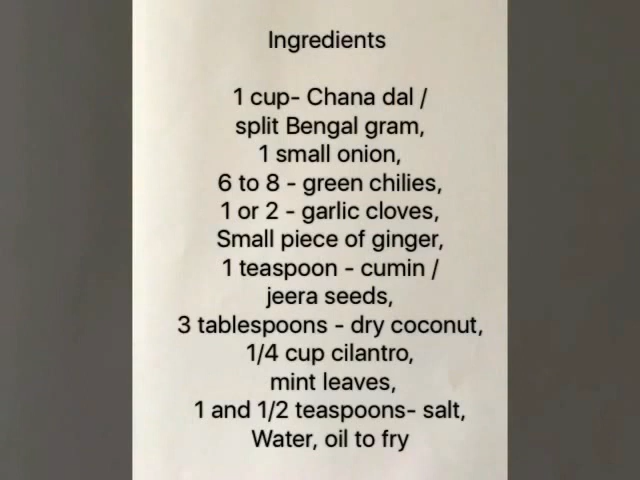 Ingredients
1 cup- Chana dal /
split Bengal gram,
1 small onion,
6 to 8 - green chilies,
1 or 2 - garlic cloves,
Small piece of ginger,
1 teaspoon - cumin /
jeera seeds,
3 tablespoons - dry coconut,
1/4 cup cilantro,
mint leaves,
1 and 1/2 teaspoons- salt,
Water, oil to fry